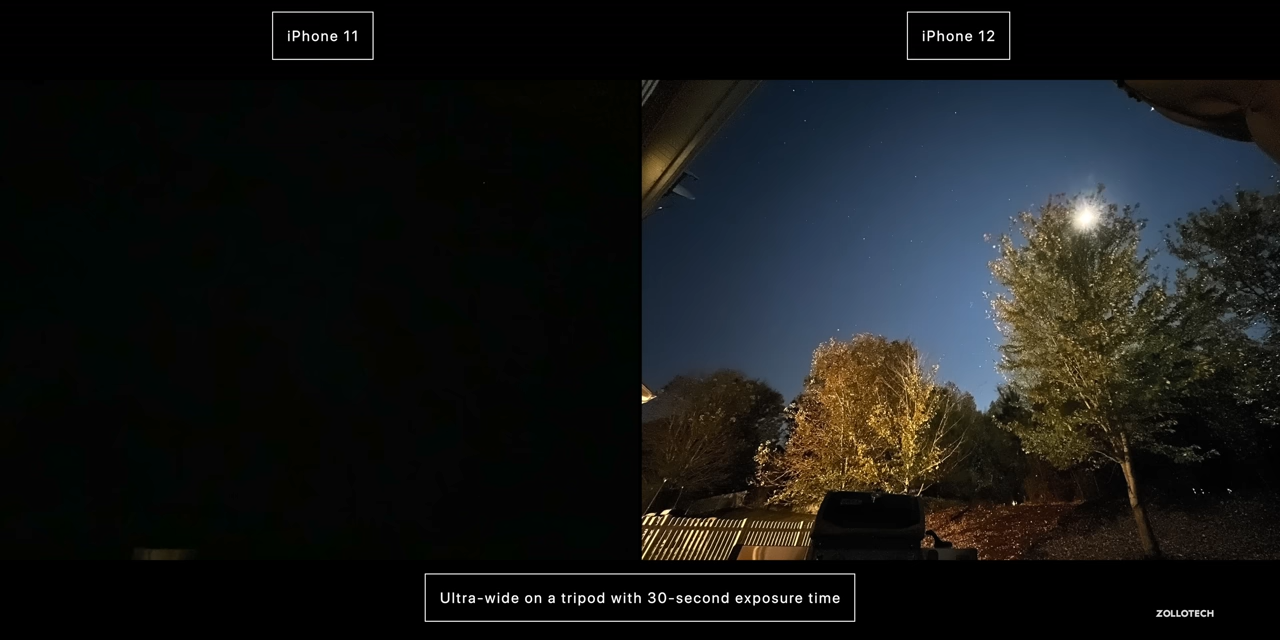 iPhone 11
iPhone 12
Ultra-wide on a tripod with 30-second exposure time
ZOLLOTECH